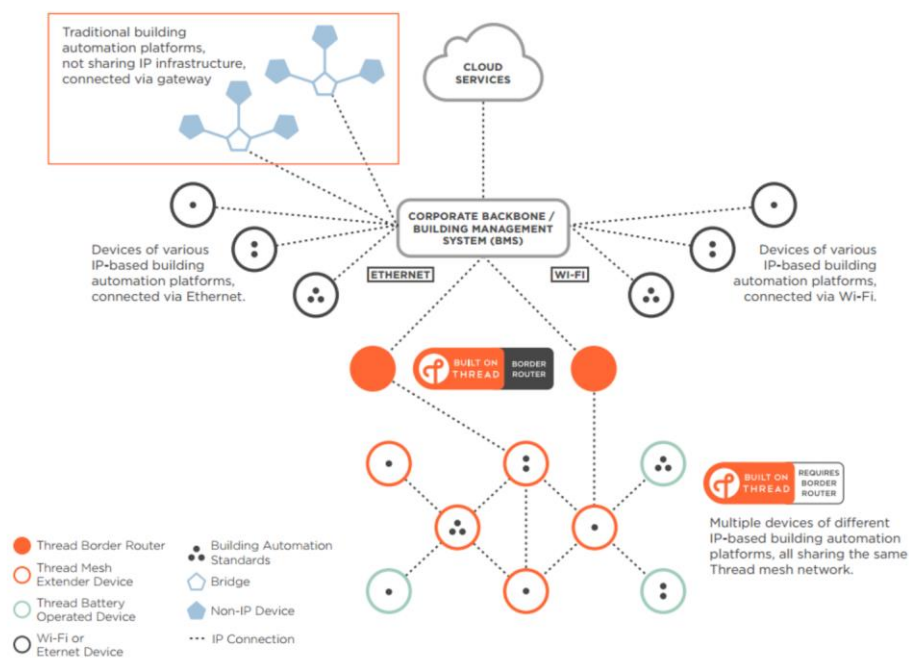 Traditional building
automation platforms,
not sharing IP infrastructure,
connected via gateway
CLOUD
SERVICES
CORPORATE BACKBONE /
BUILDING MANAGEMENT
SYSTEM (BMS)
ETHERNET
WI-FI
Devices of various
IP-based building
automation platforms,
connected via Ethernet.
Devices of various
IP-based building
automation platforms,
connected via Wi-Fi.
BUILT ON
THREAD
BORDER
ROUTER
BUILT ON
THREAD
REQUIRES
BORDER
ROUTER
Multiple devices of different
IP-based building automation
platforms, all sharing the same
Thread mesh network.
Thread Border Router
Thread Mesh
Extender Device
Thread Battery
Operated Device
Wi-Fi or
Eternet Device
Building Automation
Standards
Bridge
Non-IP Device
IP Connection